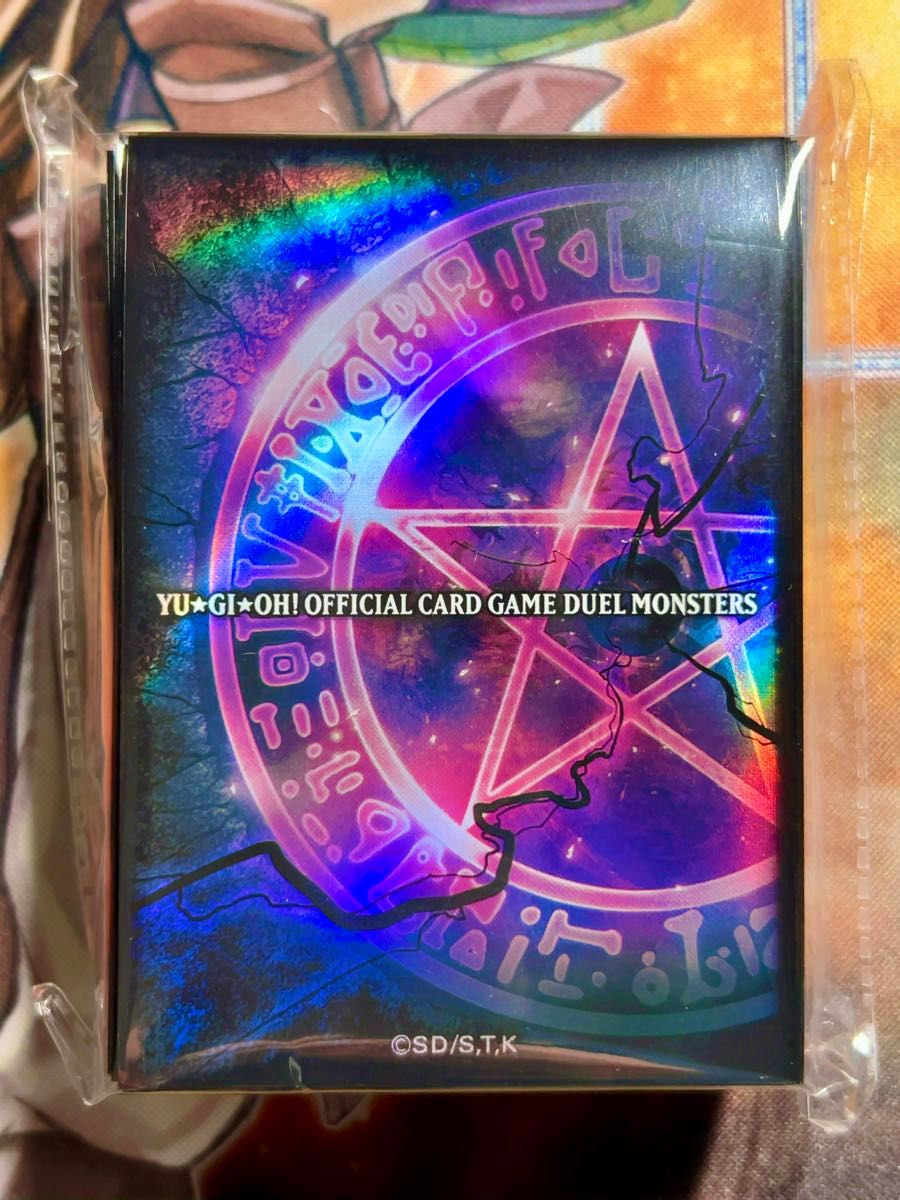 YU★GI★OH! OFFICIAL CARD GAME DUEL MONSTERS
©SD/S,T,K